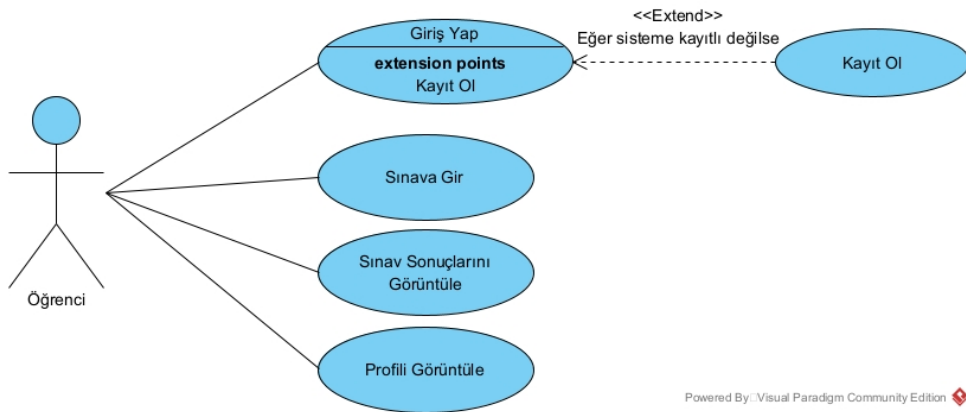 Giriş Yap
extension points
Kayıt Ol
<<Extend>>
Eğer sisteme kayıtlı değilse
Kayıt Ol
Sınava Gir
Sınav Sonuçlarını
Görüntüle
Profili Görüntüle
Öğrenci
Powered By Visual Paradigm Community Edition